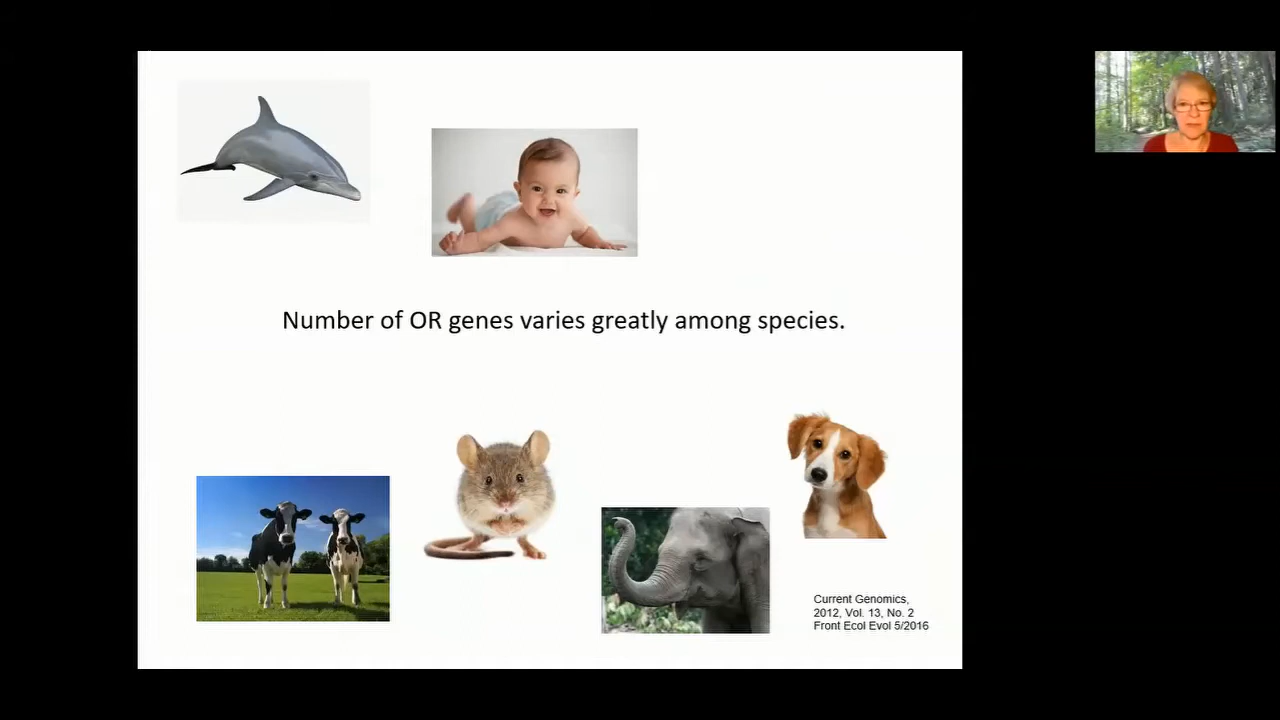 Number of OR genes varies greatly among species.
Current Genomics,
2012, Vol. 13, No. 2
Front Ecol Evol 5/2016